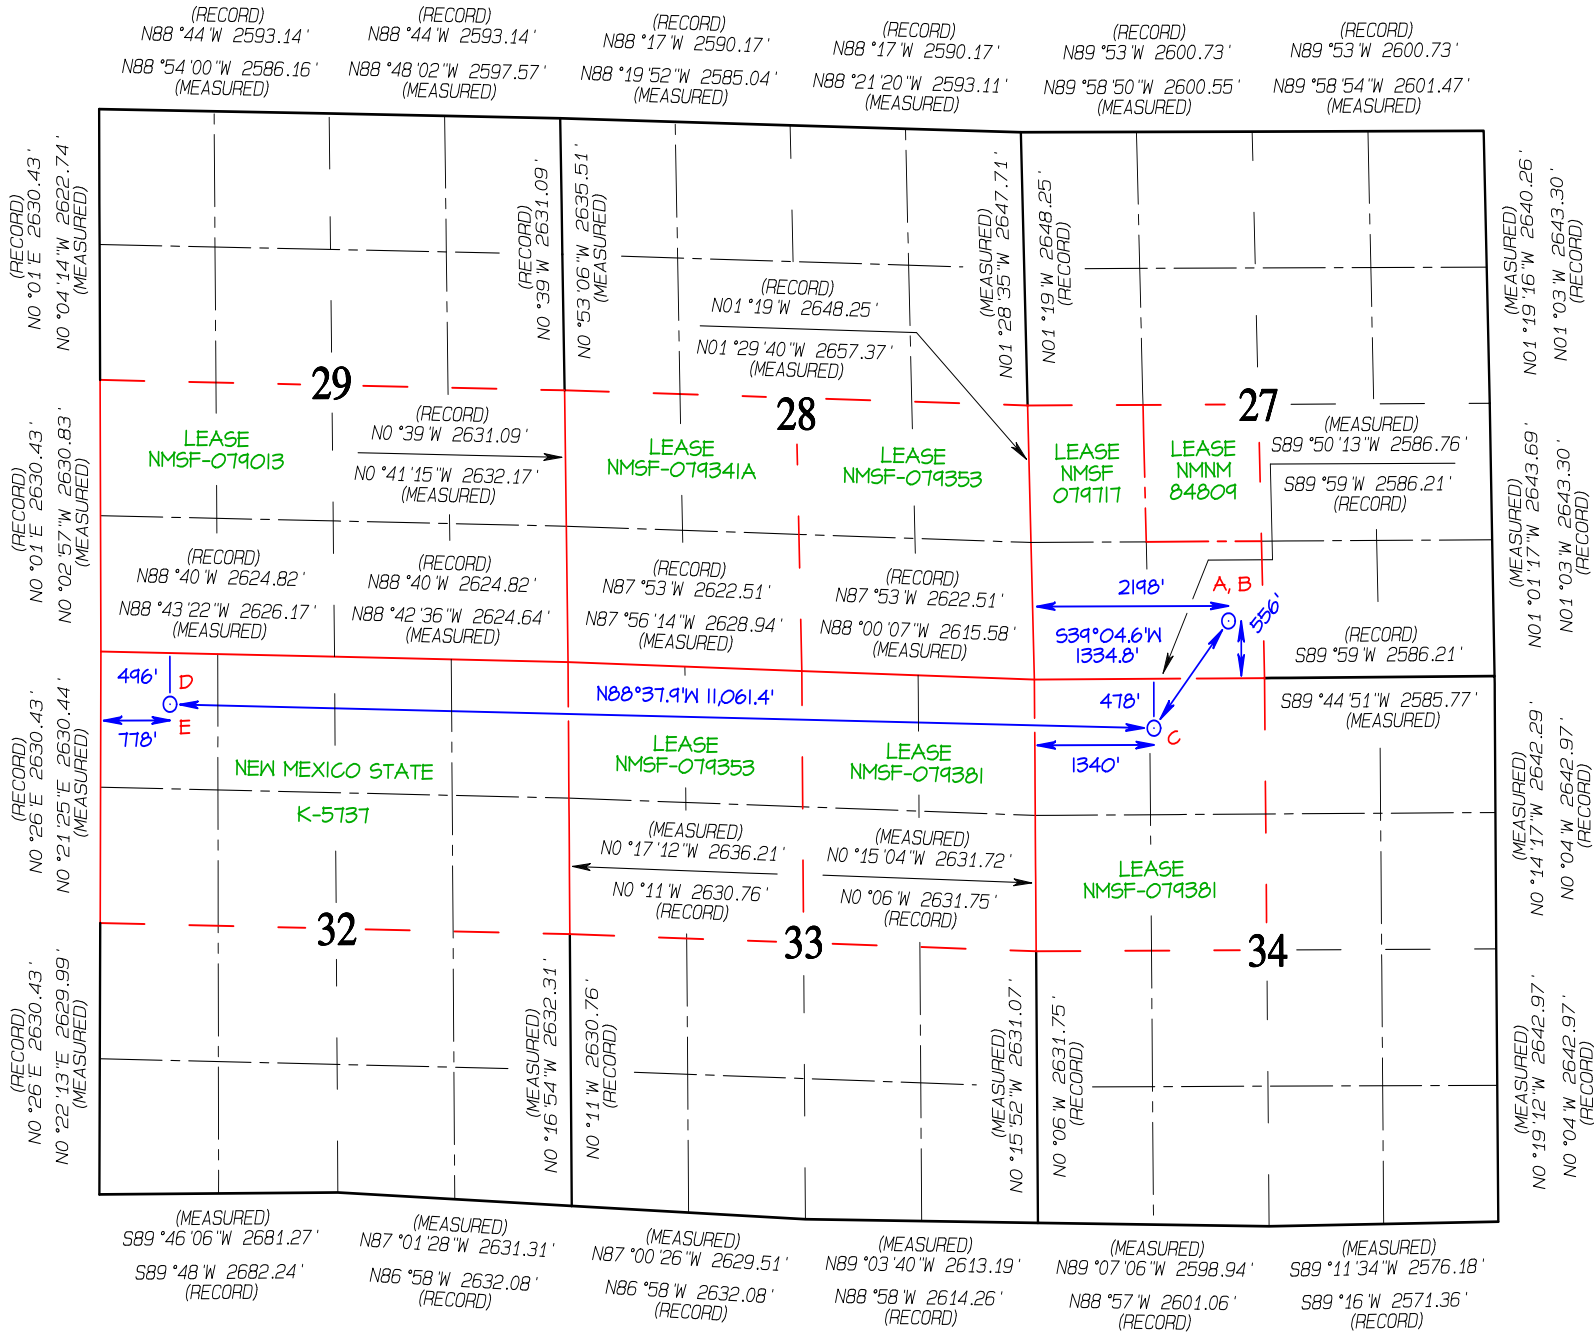 (RECORD)
N88°44'W 2593.14'
N88°54'00"W 2586.16'
(MEASURED)
(RECORD)
N88°44'W 2593.14'
N88°48'02"W 2597.57'
(MEASURED)
(RECORD)
N88°17'W 2590.17'
N88°19'52"W 2585.04'
(MEASURED)
(RECORD)
N88°17'W 2590.17'
N88°21'20"W 2593.11'
(MEASURED)
(RECORD)
N89°53'W 2600.73'
N89°58'50"W 2600.55'
(MEASURED)
(RECORD)
N89°53'W 2600.73'
N89°58'54"W 2601.47'
(MEASURED)
(RECORD)
N0°01'E 2630.43'
N0°04'14"W 2622.74'
(MEASURED)
(RECORD)
N0°39'W 2631.09'
N0°53'06"W 2635.51'
(MEASURED)
(RECORD)
N01°19'W 2648.25'
N01°29'40"W 2657.37'
(MEASURED)
(MEASURED)
N01°28'35"W 2647.71'
N01°19'W 2648.25'
(RECORD)
(MEASURED)
N01°19'16"W 2640.26'
N01°03'W 2643.30'
(RECORD)
29
28
27
(RECORD)
N0°01'E 2630.43'
N0°02'57"W 2630.83'
(MEASURED)
LEASE
NMSF-079013
(RECORD)
N0°39'W 2631.09'
N0°41'15"W 2632.17'
(MEASURED)
LEASE
NMSF-079341A
LEASE
NMSF-079353
LEASE
NMSF
079717
LEASE
NMNM
84809
(MEASURED)
S89°50'13"W 2586.76'
S89°59'W 2586.21'
(RECORD)
(MEASURED)
N01°01'17"W 2643.69'
N01°03'W 2643.30'
(RECORD)
(RECORD)
N88°40'W 2624.82'
N88°43'22"W 2626.17'
(MEASURED)
(RECORD)
N88°40'W 2624.82'
N88°42'36"W 2624.64'
(MEASURED)
(RECORD)
N87°53'W 2622.51'
N87°56'14"W 2628.94'
(MEASURED)
(RECORD)
N87°53'W 2622.51'
N88°00'07"W 2615.58'
(MEASURED)
2198'
A, B
556'
S39°04.6'W
1334.8'
(RECORD)
S89°59'W 2586.21'
S89°44'51"W 2585.77'
(MEASURED)
496'
D
E
778'
N88°37.9'W 11,061.4'
478'
C
1340'
(RECORD)
N0°26'E 2630.43'
N0°21'25"E 2630.44'
(MEASURED)
NEW MEXICO STATE
K-5737
LEASE
NMSF-079353
LEASE
NMSF-079381
(MEASURED)
N0°17'12"W 2636.21'
N0°11'W 2630.76'
(RECORD)
(MEASURED)
N0°15'04"W 2631.72'
N0°06'W 2631.75'
(RECORD)
LEASE
NMSF-079381
(MEASURED)
N0°14'17"W 2642.29'
N0°04'W 2642.97'
(RECORD)
32
33
34
(RECORD)
N0°26'E 2630.43'
N0°22'13"E 2629.99'
(MEASURED)
(MEASURED)
N0°16'54"W 2632.31'
N0°11'W 2630.76'
(RECORD)
(MEASURED)
N0°15'52"W 2631.07'
N0°06'W 2631.75'
(RECORD)
(MEASURED)
N0°19'12"W 2642.97'
N0°04'W 2642.97'
(RECORD)
(MEASURED)
S89°46'06"W 2681.27'
S89°48'W 2682.24'
(RECORD)
(MEASURED)
N87°01'28"W 2631.31'
N86°58'W 2632.08'
(RECORD)
(MEASURED)
N87°00'26"W 2629.51'
N86°58'W 2632.08'
(RECORD)
(MEASURED)
N89°03'40"W 2613.19'
N88°58'W 2614.26'
(RECORD)
(MEASURED)
N89°07'06"W 2598.94'
N88°57'W 2601.06'
(RECORD)
(MEASURED)
S89°11'34"W 2576.18'
S89°16'W 2571.36'
(RECORD)